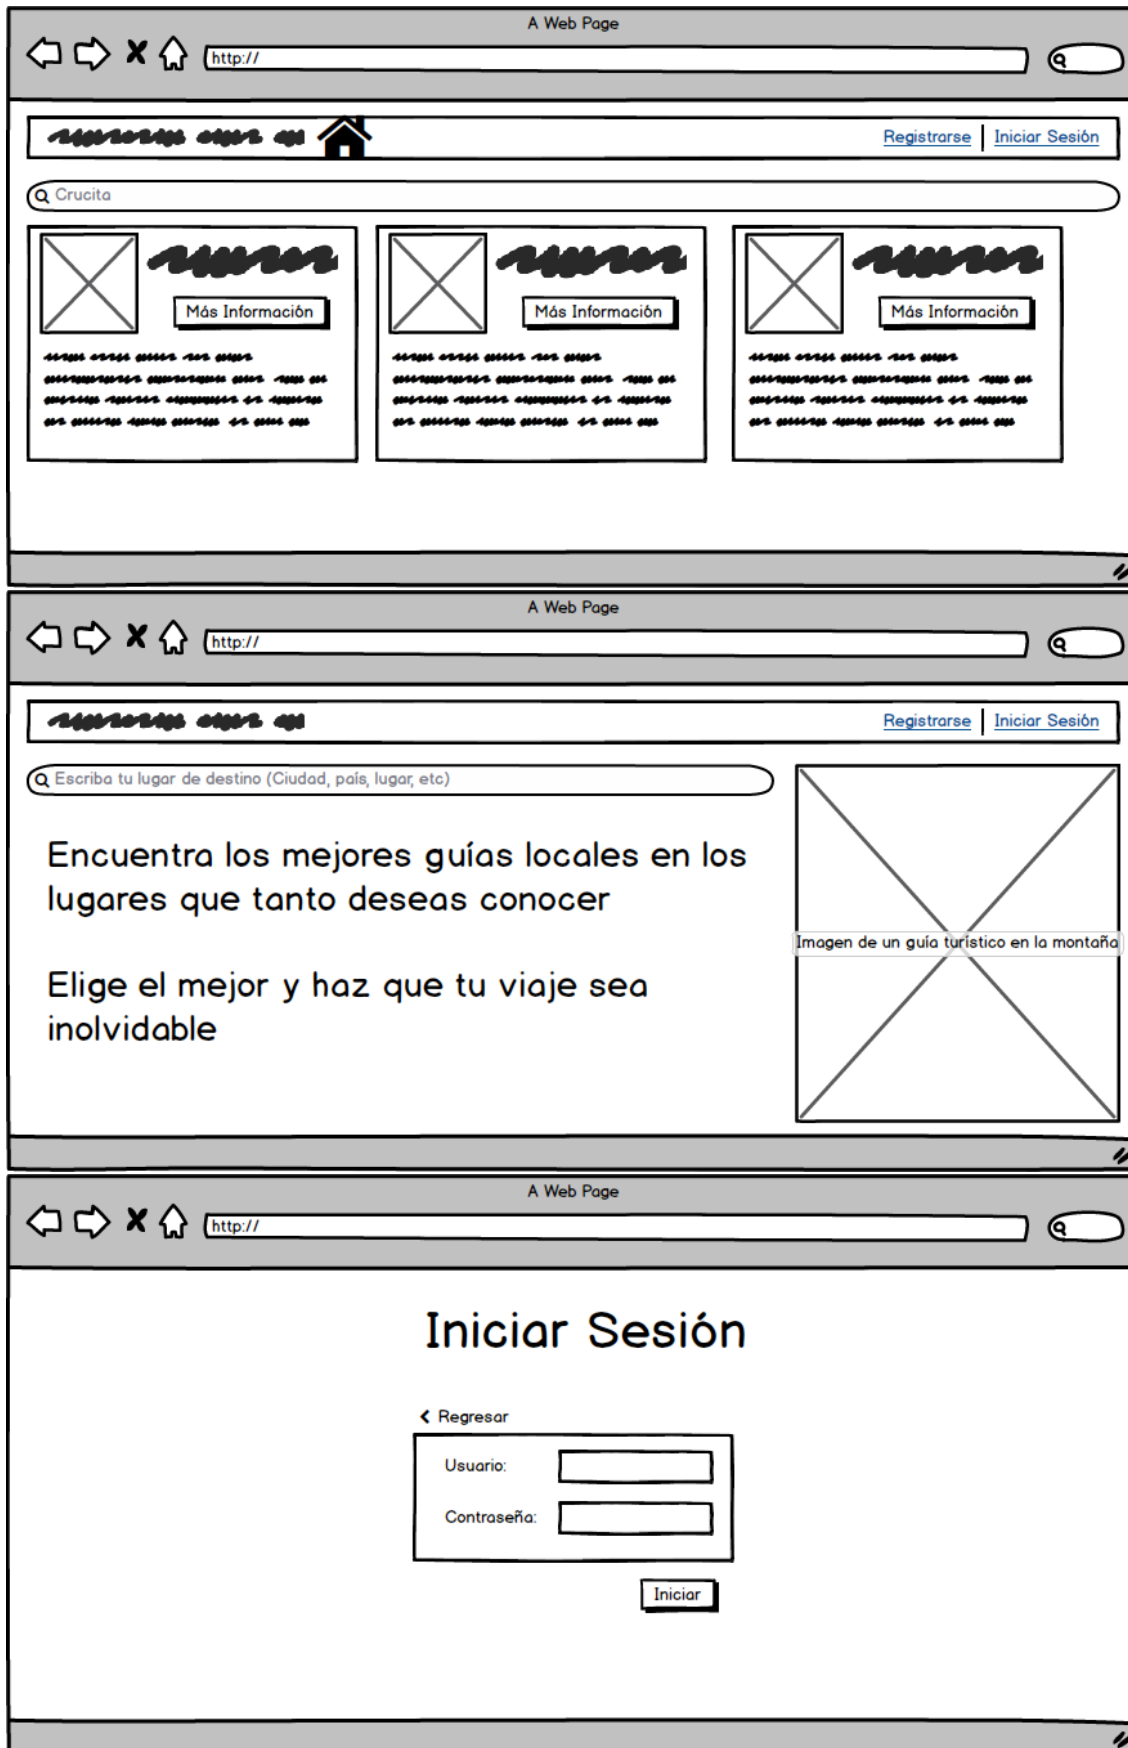 A Web Page
http://
Registrarse Iniciar Sesión
Crucita
Más Información Más Información Más Información
A Web Page
http://
Registrarse Iniciar Sesión
Escriba tu lugar de destino (Ciudad, país, lugar, etc)
Encuentra los mejores guías locales en los
lugares que tanto deseas conocer
Imagen de un guía turístico en la montaña
Elige el mejor y haz que tu viaje sea
inolvidable
A Web Page
http://
Iniciar Sesión
Regresar
Usuario:
Contraseña:
Iniciar